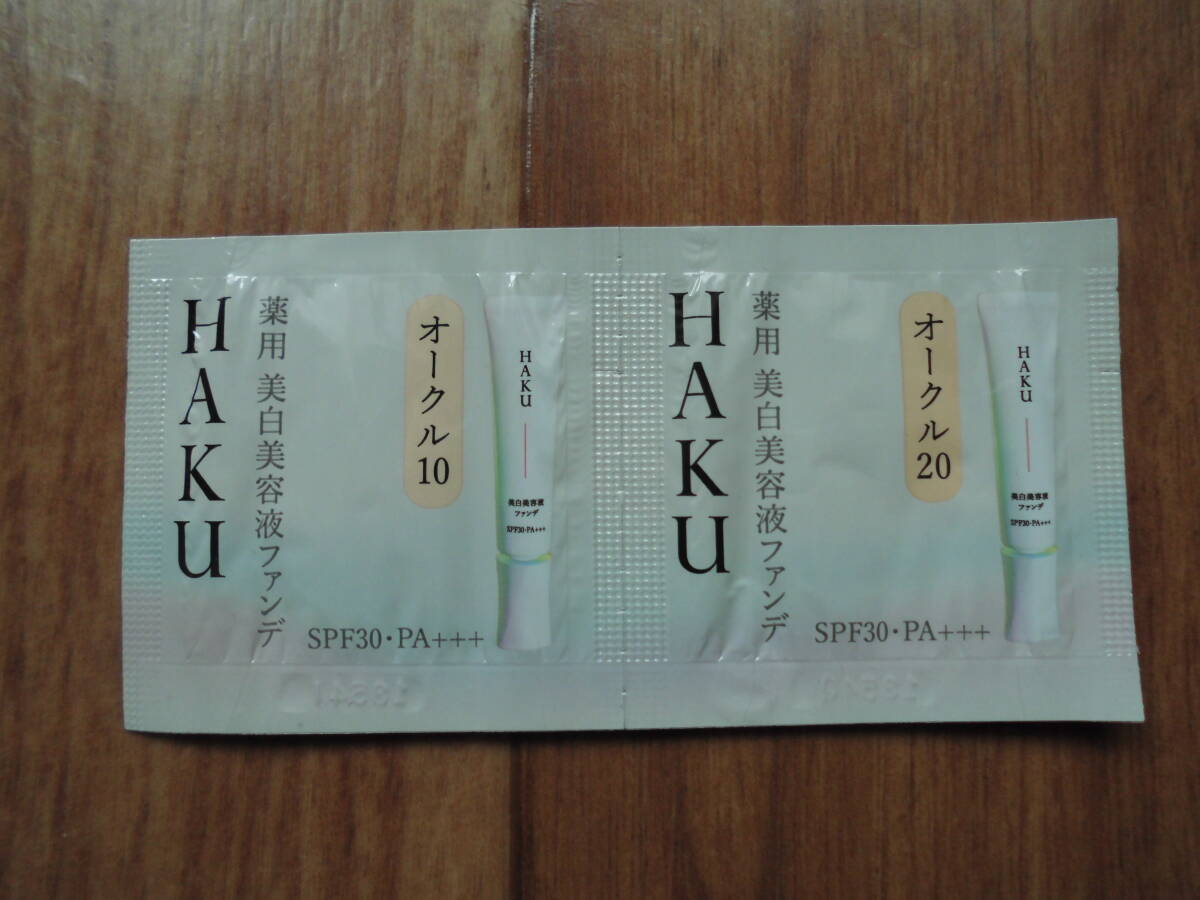 HAKU
薬用 美白美容液ファンデ
オークル10
HAKU
美白美容液
ファンデ
SPF30・PA+++
SPF30・PA+++
HAKU
薬用 美白美容液ファンデ
オークル20
HAKU
美白美容液
ファンデ
SPF30・PA+++
SPF30・PA+++